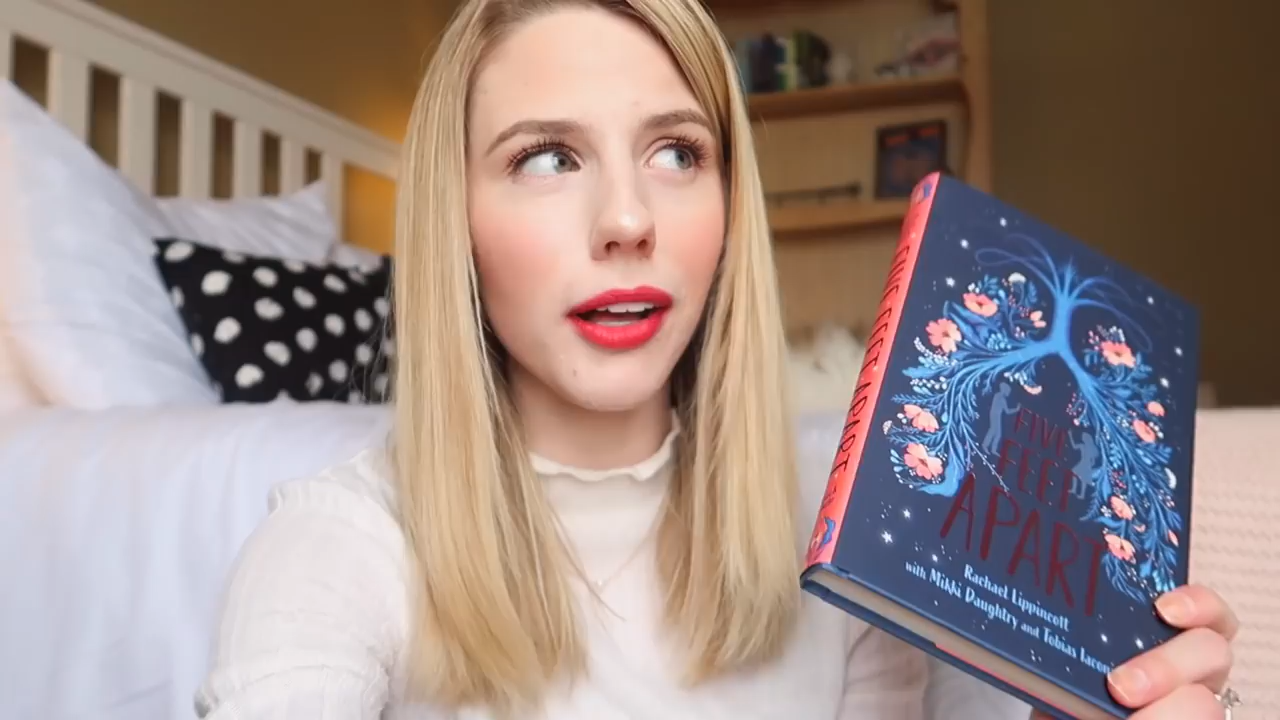 FIVE FEET APART
FIVE
FEET
APART
Rachael Lippincott
with Mikki Daughtry and Tobias Iaconis